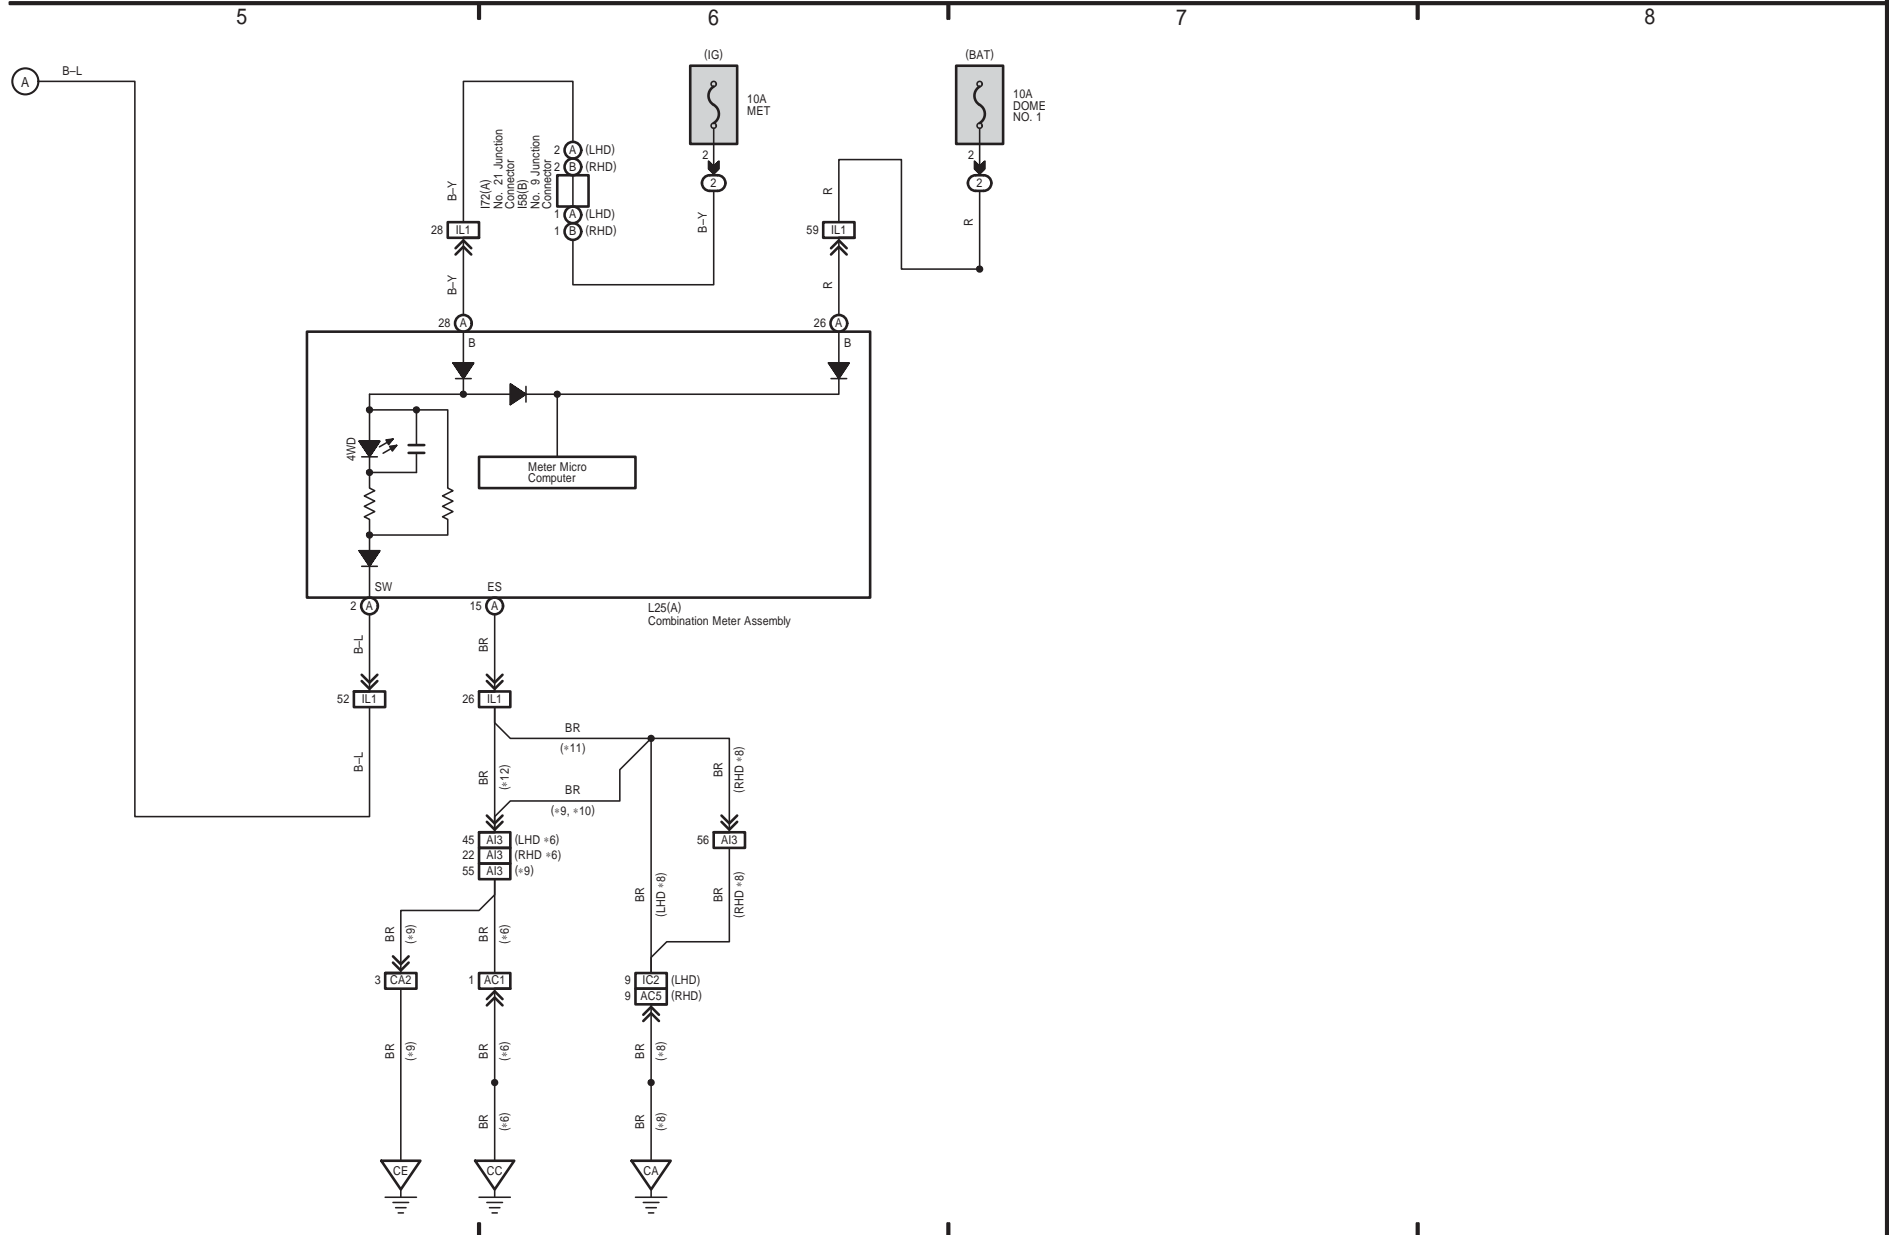 5
6
7
8
A
B–L
(IG)
10A
MET
(BAT)
10A
DOME
NO. 1
I72(A)
No. 21 Junction
Connector
I58(B)
No. 9 Junction
Connector
2 A (LHD)
2 B (RHD)
1 A (LHD)
1 B (RHD)
2
2
2
2
B–Y
B–Y
R
R
28 IL1
59 IL1
B–Y
R
28 A
26 A
B
B
4WD
Meter Micro
Computer
SW
ES
2 A
15 A
L25(A)
Combination Meter Assembly
B–L
BR
52 IL1
26 IL1
BR
(∗11)
B–L
BR
(∗12)
BR
(∗9, ∗10)
BR
(RHD ∗8)
45 AI3 (LHD ∗6)
22 AI3 (RHD ∗6)
55 AI3 (∗9)
56 AI3
BR
(LHD ∗8)
BR
(RHD ∗8)
BR
(∗9)
BR
(∗6)
3 CA2
1 AC1
9 IC2 (LHD)
9 AC5 (RHD)
BR
(∗9)
BR
(∗6)
BR
(∗8)
BR
(∗6)
BR
(∗8)
CE
CC
CA